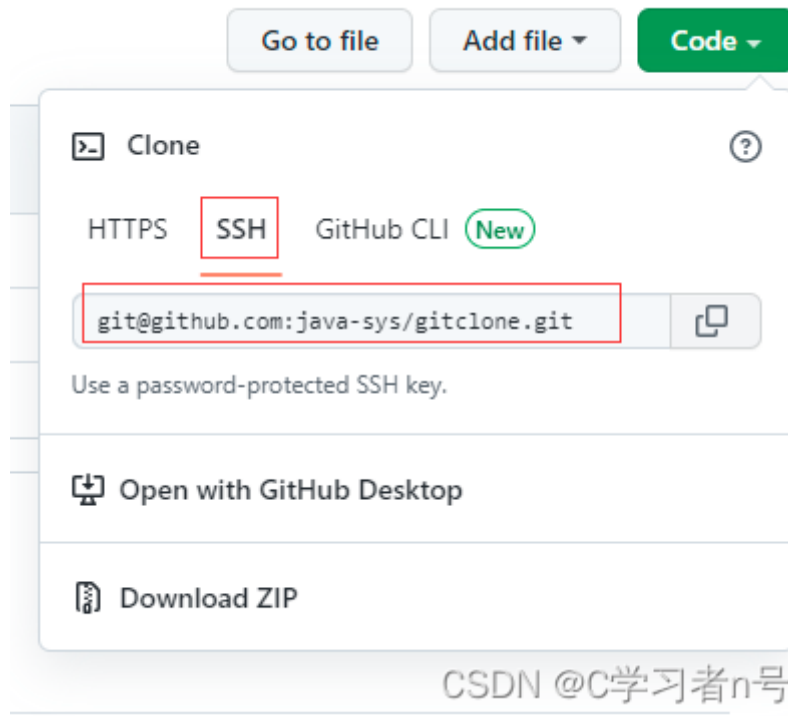 Go to file Add file Code
Clone
HTTPS SSH GitHub CLI New
git@github.com:java-sys/gitclone.git
Use a password-protected SSH key.
Open with GitHub Desktop
Download ZIP
CSDN @C学习者n号